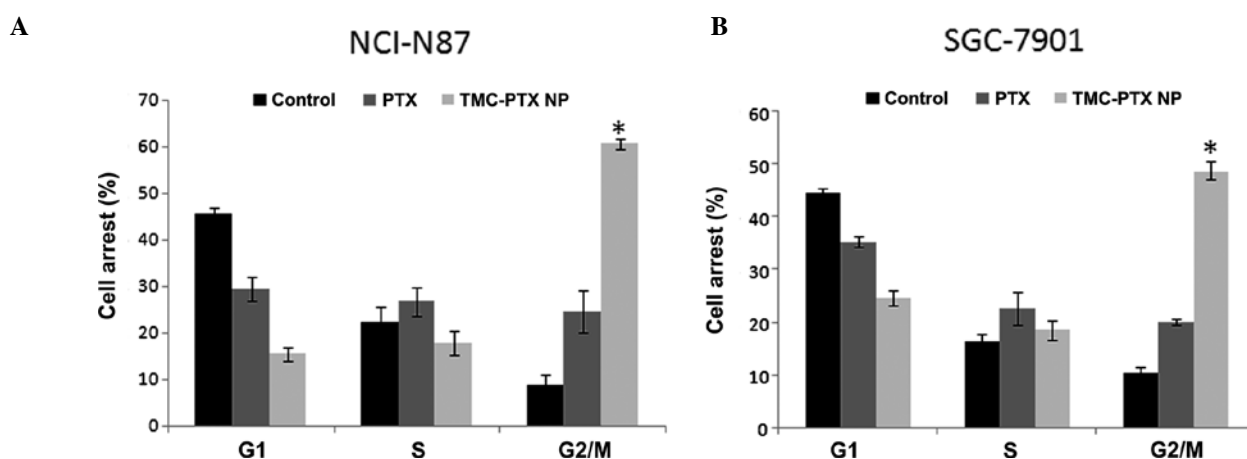 A
NCI-N87
Control PTX TMC-PTX NP
Cell arrest (%)
70
60
50
40
30
20
10
0
*
G1 S G2/M
B
SGC-7901
Control PTX TMC-PTX NP
Cell arrest (%)
60
50
40
30
20
10
0
*
G1 S G2/M